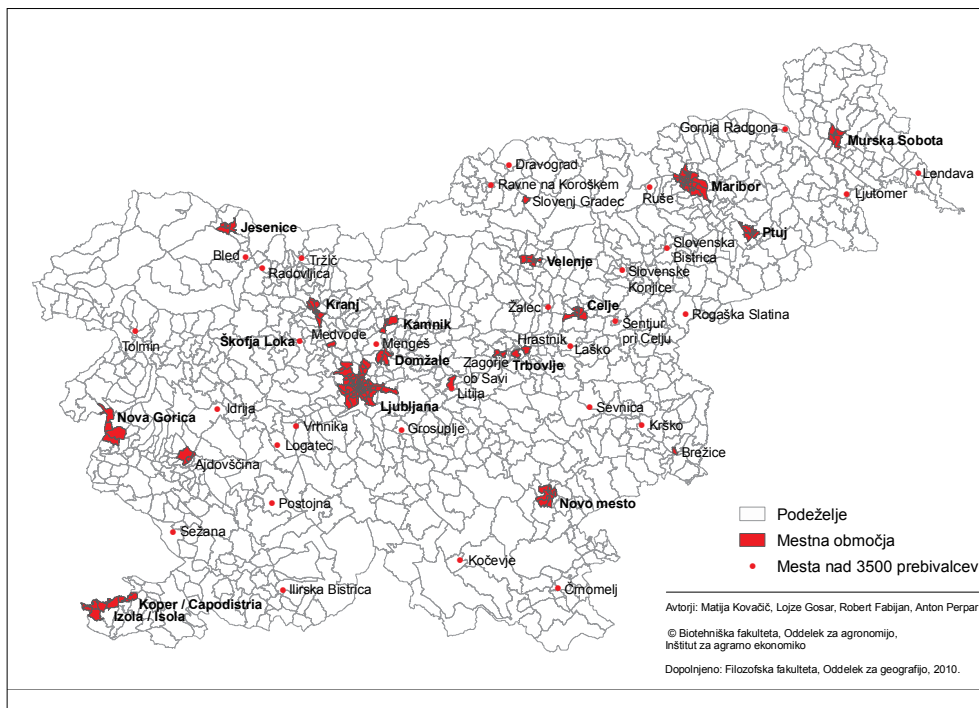 Gornja Radgona
Murska Sobota
Dravograd
Ravne na Koroškem
Slovenj Gradec
Ruše
Maribor
Lendava
Ljutomer
Jesenice
Ptuj
Bled
Tržič
Radovljica
Velenje
Slovenska
Bistrica
Slovenske
Konjice
Kranj
Žalec
Celje
Rogaška Slatina
Kamnik
Šentjur
pri Celju
Tolmin
Škofja Loka
Medvode
Mengeš
Hrastnik
Laško
Domžale
Zagorje
ob Savi
Trbovlje
Litija
Ljubljana
Nova Gorica
Idrija
Vrhnika
Grosuplje
Sevnica
Krško
Logatec
Brežice
Ajdovščina
Postojna
Novo mesto
Sežana
Kočevje
Črnomelj
Ilirska Bistrica
Koper / Capodistria
Izola / Isola
Podeželje
Mestna območja
Mesta nad 3500 prebivalcev
Avtorji: Matija Kovačič, Lojze Gosar, Robert Fabijan, Anton Perpar
© Biotehniška fakulteta, Oddelek za agronomijo,
Inštitut za agrarno ekonomiko
Dopolnjeno: Filozofska fakulteta, Oddelek za geografijo, 2010.